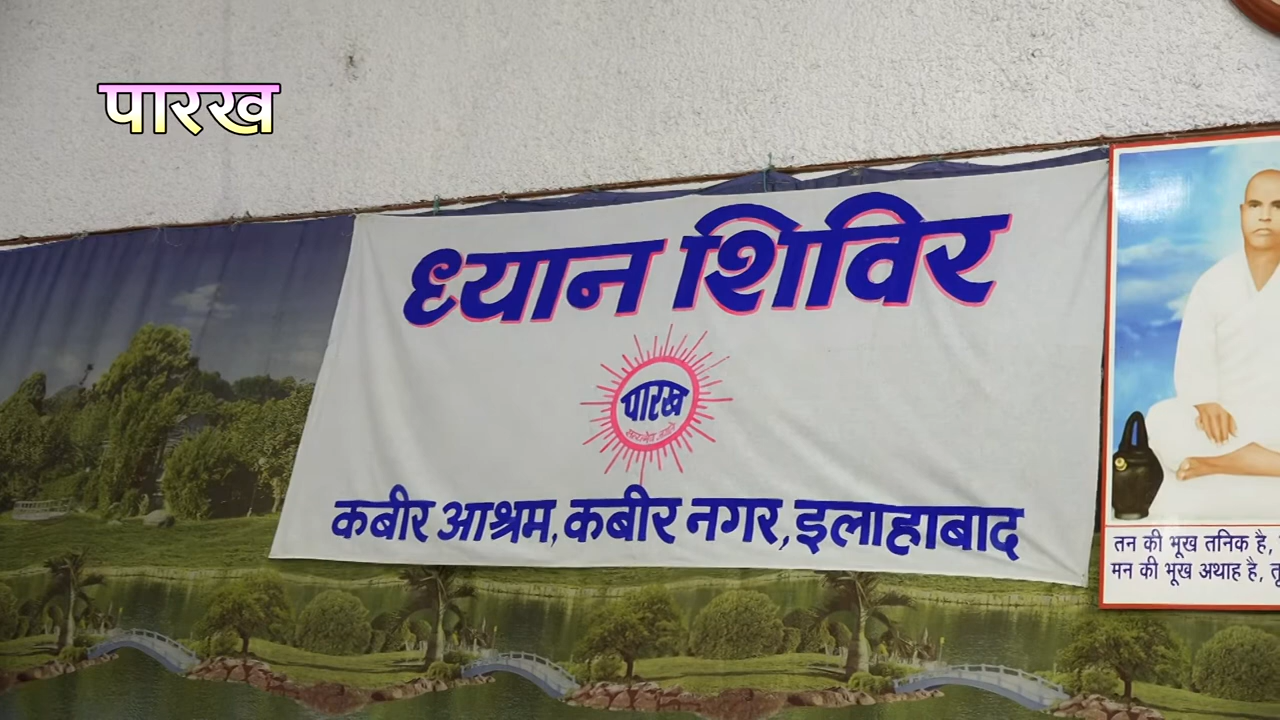 पारख
ध्यान शिविर
पारख
कबीर आश्रम, कबीर नगर, इलाहाबाद
तन की भूख तनिक है,
मन की भूख अथाह है,